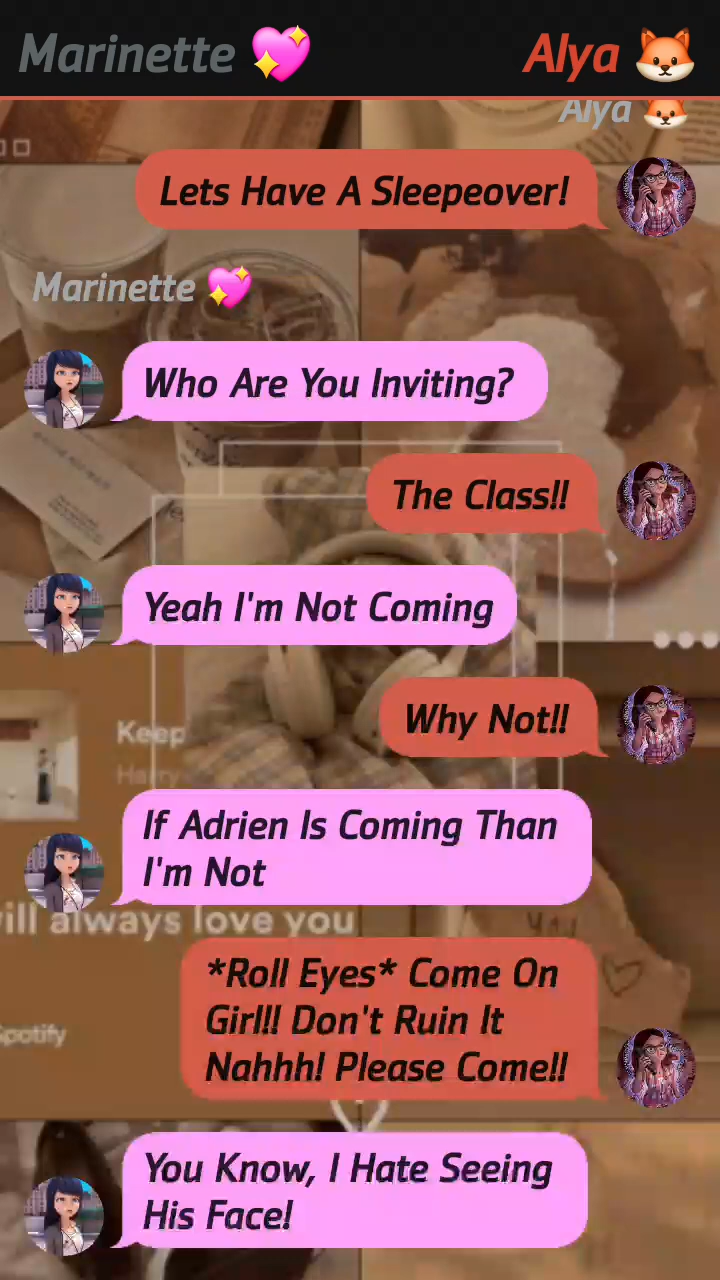 Marinette 💖
Alya 🦊
Alya 🦊
Lets Have A Sleepeover!
Marinette 💖
Who Are You Inviting?
The Class!!
Yeah I'm Not Coming
Why Not!!
Keep
Harry
If Adrien Is Coming Than
I'm Not
will always love you
*Roll Eyes* Come On
Girl!! Don't Ruin It
Nahhh! Please Come!!
Spotify
You Know, I Hate Seeing
His Face!